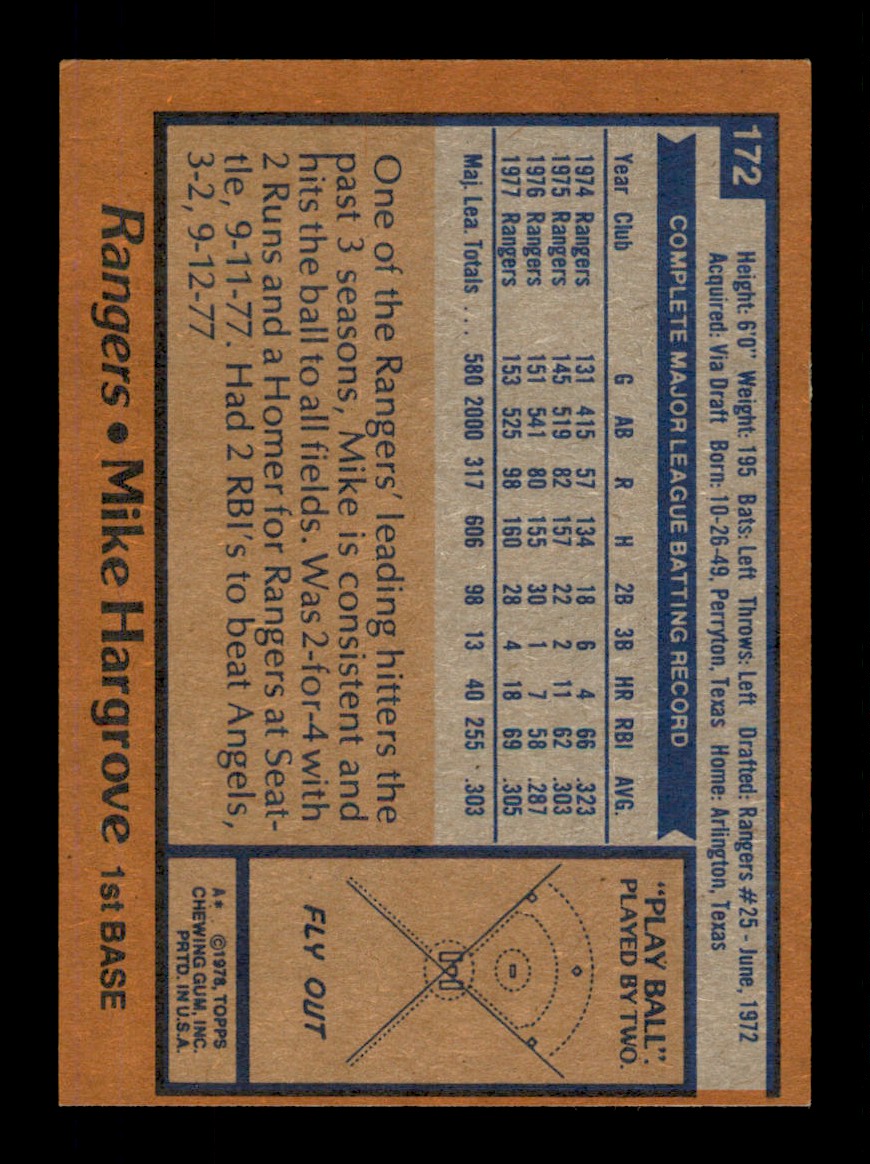 172
Height: 6'0" Weight: 195 Bats: Left Throws: Left Drafted: Rangers #25 - June, 1972
Acquired: Via Draft Born: 10-26-49, Perryton, Texas Home: Arlington, Texas
COMPLETE MAJOR LEAGUE BATTING RECORD
Year Club G AB R H 2B 3B HR RBI AVG.
1974 Rangers 131 415 57 134 18 6 4 66 .323
1975 Rangers 145 519 82 157 22 2 11 62 .303
1976 Rangers 151 541 80 155 30 1 7 58 .287
1977 Rangers 153 525 98 160 28 4 18 69 .305
Maj. Lea. Totals . . . 580 2000 317 606 98 13 40 255 .303
One of the Rangers' leading hitters the
past 3 seasons, Mike is consistent and
hits the ball to all fields. Was 2-for-4 with
2 Runs and a Homer for Rangers at Seat-
tle, 9-11-77. Had 2 RBI's to beat Angels,
3-2, 9-12-77
"PLAY BALL":
PLAYED BY TWO.
FLY OUT
A* ©1978, TOPPS
CHEWING GUM, INC.
PRTD. IN U.S.A.
Rangers • Mike Hargrove 1st BASE